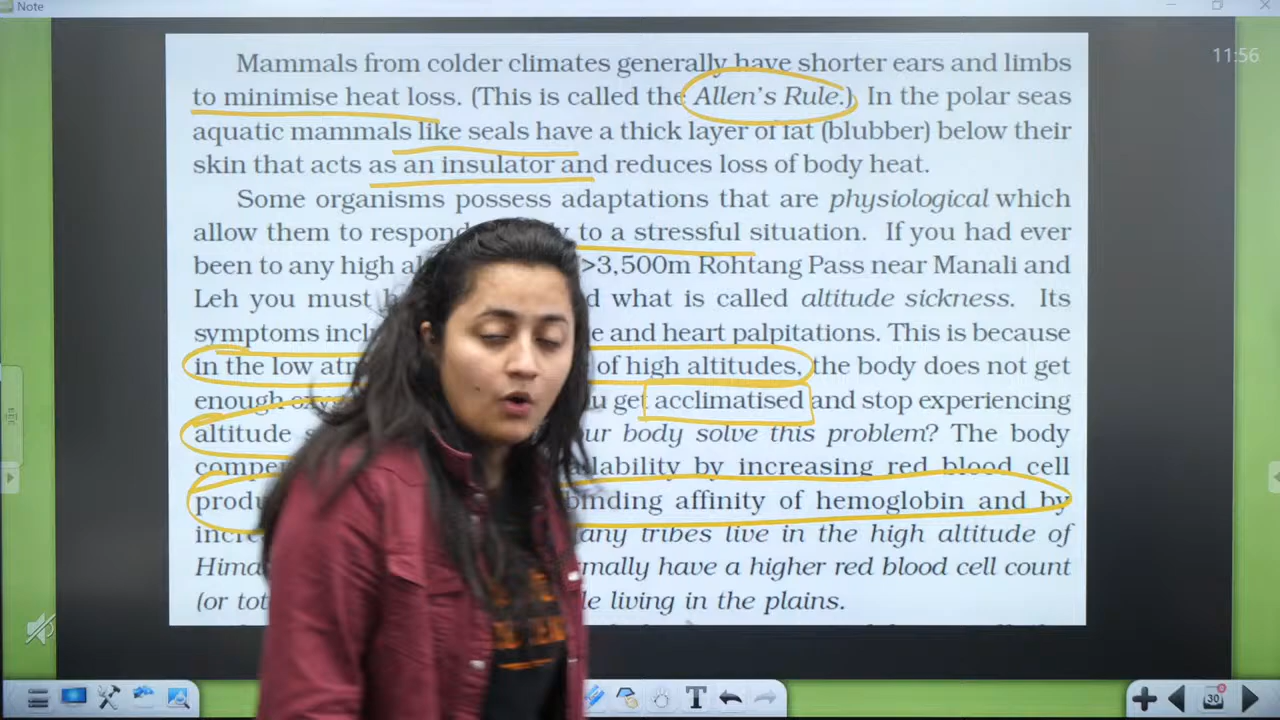 Note
11:56
Mammals from colder climates generally have shorter ears and limbs
to minimise heat loss. (This is called the Allen's Rule.) In the polar seas
aquatic mammals like seals have a thick layer of fat (blubber) below their
skin that acts as an insulator and reduces loss of body heat.
Some organisms possess adaptations that are physiological which
allow them to respond to a stressful situation. If you had ever
been to any high >3,500m Rohtang Pass near Manali and
Leh you must what is called altitude sickness. Its
symptoms and heart palpitations. This is because
in the low of high altitudes, the body does not get
enough get acclimatised and stop experiencing
altitude body solve this problem? The body
by increasing red blood cell
binding affinity of hemoglobin and by
tribes live in the high altitude of
have a higher red blood cell count
(or living in the plains.
T
30